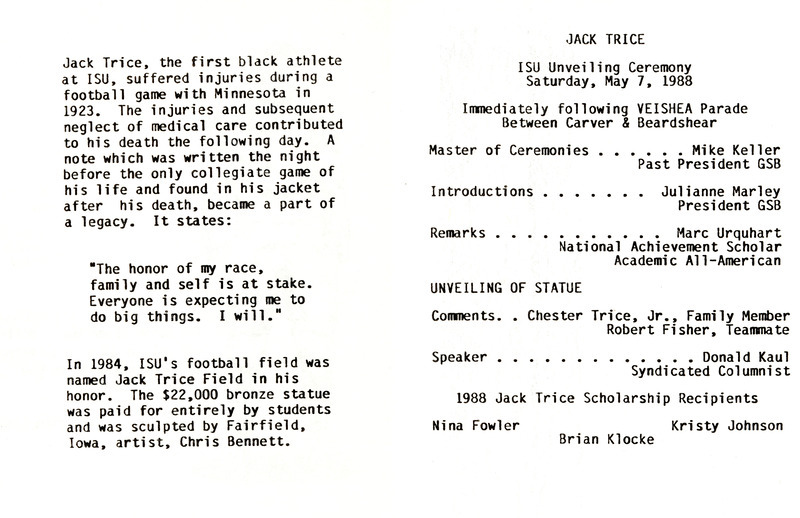 Jack Trice, the first black athlete
at ISU, suffered injuries during a
football game with Minnesota in
1923.  The injuries and subsequent
neglect of medical care contributed
to his death the following day.  A
note which was written the night
before the only collegiate game of
his life and found in his jacket
after  his death, became a part of
a legacy.  It states:
"The honor of my race,
family and self is at stake.
Everyone is expecting me to
do big things.  I will."
In 1984, ISU's football field was
named Jack Trice Field in his
honor.  The $22,000 bronze statue
was paid for entirely by students
and was sculpted by Fairfield,
Iowa, artist, Chris Bennett.
JACK TRICE
ISU Unveiling Ceremony
Saturday, May 7, 1988
Immediately following VEISHEA Parade
Between Carver & Beardshear
Master of Ceremonies . . . . . . Mike Keller
Past President GSB
Introductions . . . . . . . Julianne Marley
President GSB
Remarks . . . . . . . . . . . Marc Urquhart
National Achievement Scholar
Academic All-American
UNVEILING OF STATUE
Comments. . Chester Trice, Jr., Family Member
Robert Fisher, Teammate
Speaker . . . . . . . . . . . . . Donald Kaul
Syndicated Columnist
1988 Jack Trice Scholarship Recipients
Nina Fowler Kristy Johnson
Brian Klocke